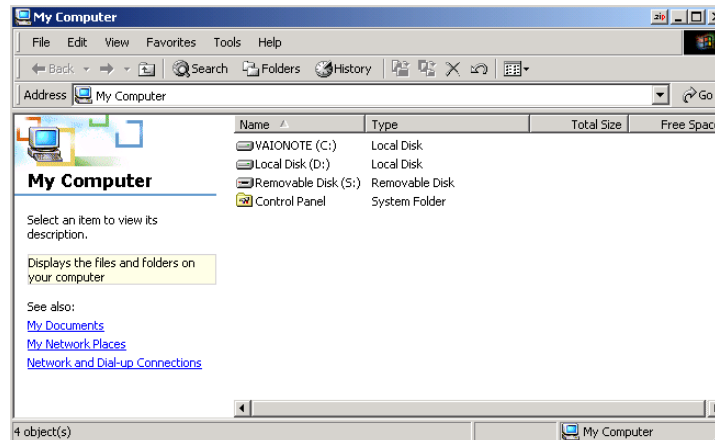 My Computer
zip
File Edit View Favorites Tools Help
Back Search Folders History
Address My Computer Go
Name Type Total Size Free Spac
VAIONOTE (C:) Local Disk
Local Disk (D:) Local Disk
Removable Disk (S:) Removable Disk
Control Panel System Folder
My Computer
Select an item to view its
description.
Displays the files and folders on
your computer
See also:
My Documents
My Network Places
Network and Dial-up Connections
4 object(s) My Computer